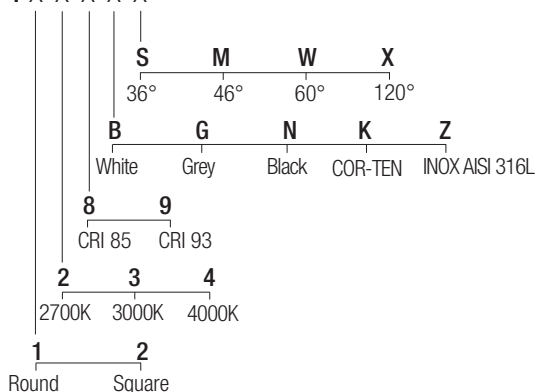 S M W X
36° 46° 60° 120°
B G N K Z
White Grey Black COR-TEN INOX AISI 316L
8 9
CRI 85 CRI 93
2 3 4
2700K 3000K 4000K
1 2
Round Square